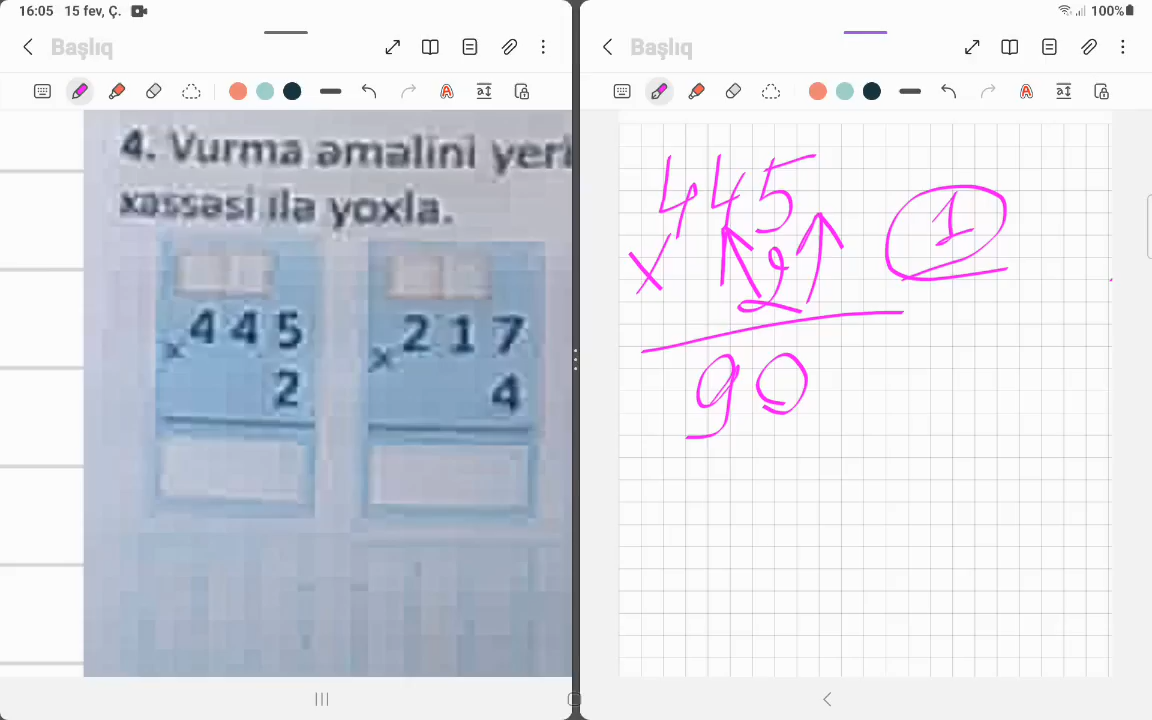 16:05 15 fev, Ç.
100%
Başlıq
Başlıq
4. Vurma əməlini yeri
xassəsi ilə yoxla.
445
× 2
217
× 4
445
× 2
90
1